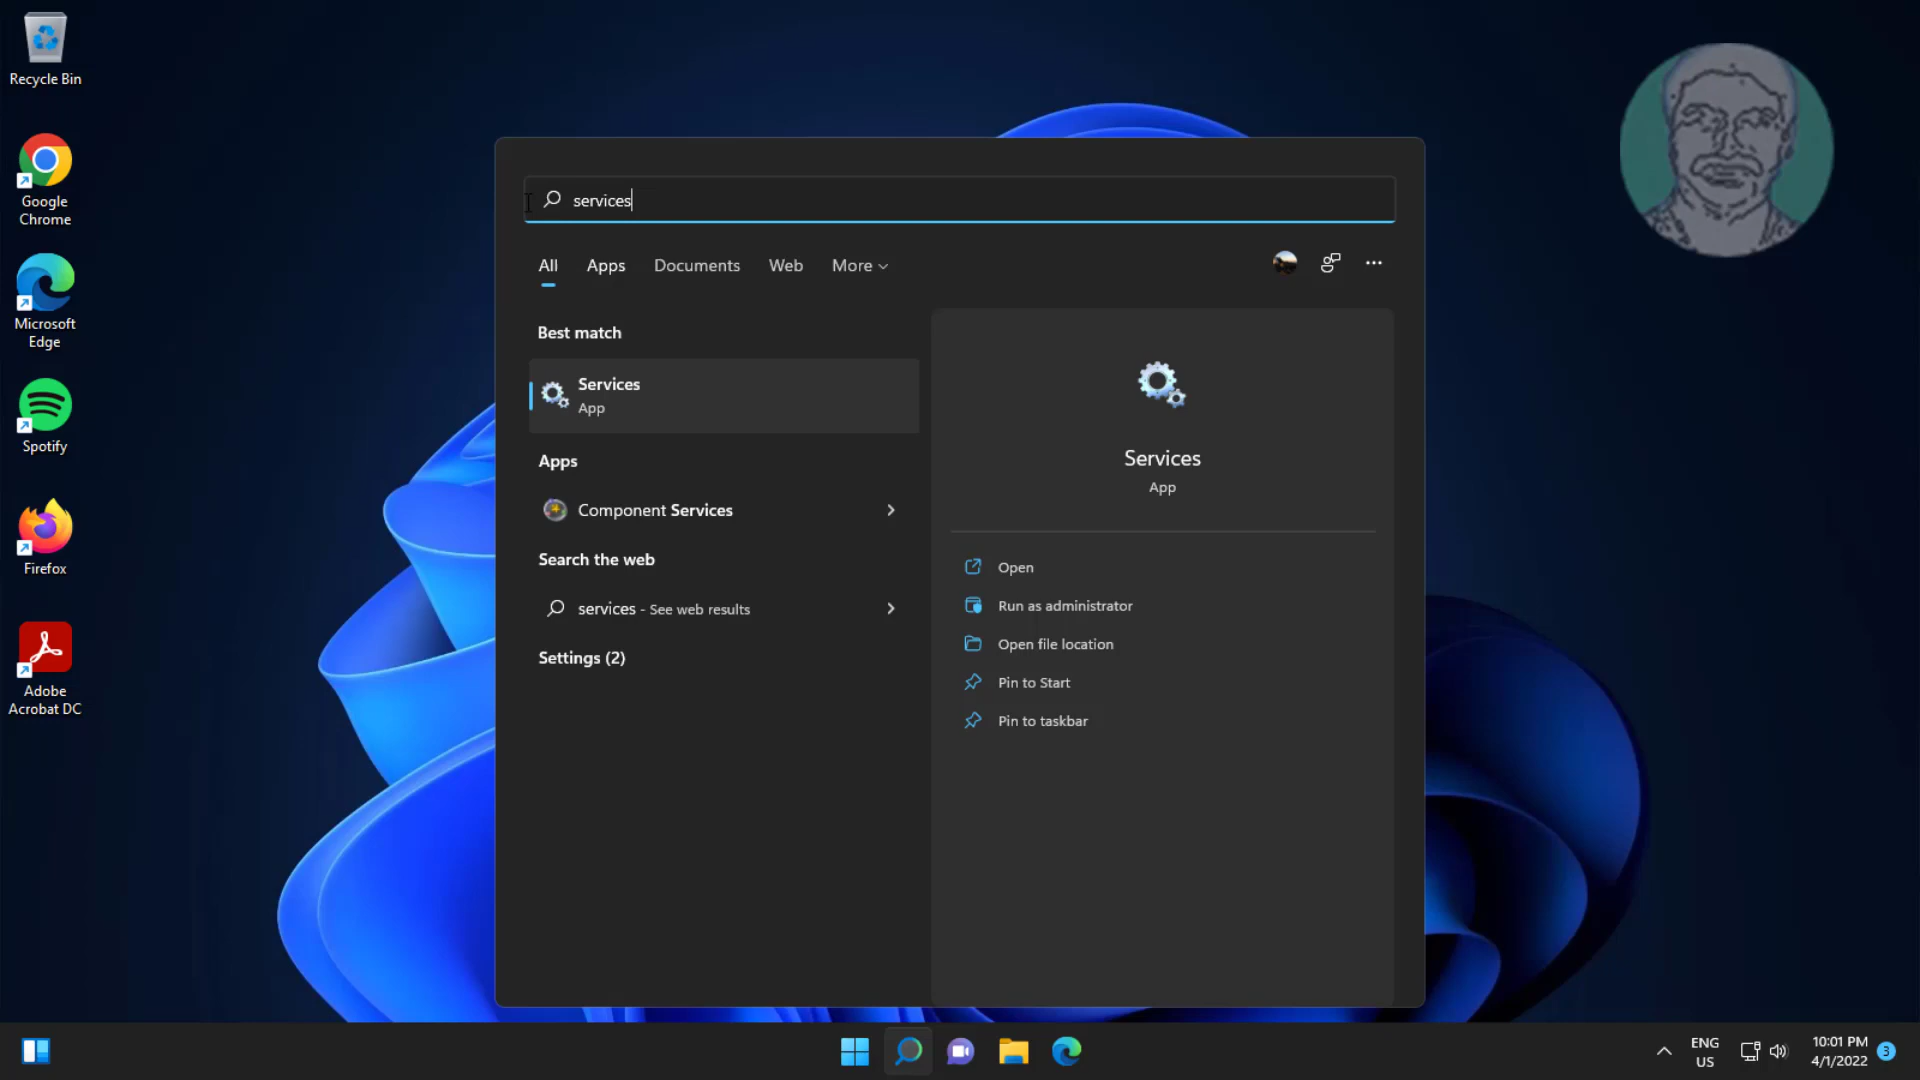 Recycle Bin
Google
Chrome
Microsoft
Edge
Spotify
Firefox
Adobe
Acrobat DC
services
All
Apps
Documents
Web
More
Best match
Services
App
Apps
Component Services
Search the web
services - See web results
Settings (2)
Services
App
Open
Run as administrator
Open file location
Pin to Start
Pin to taskbar
ENG
US
10:01 PM
4/1/2022
3